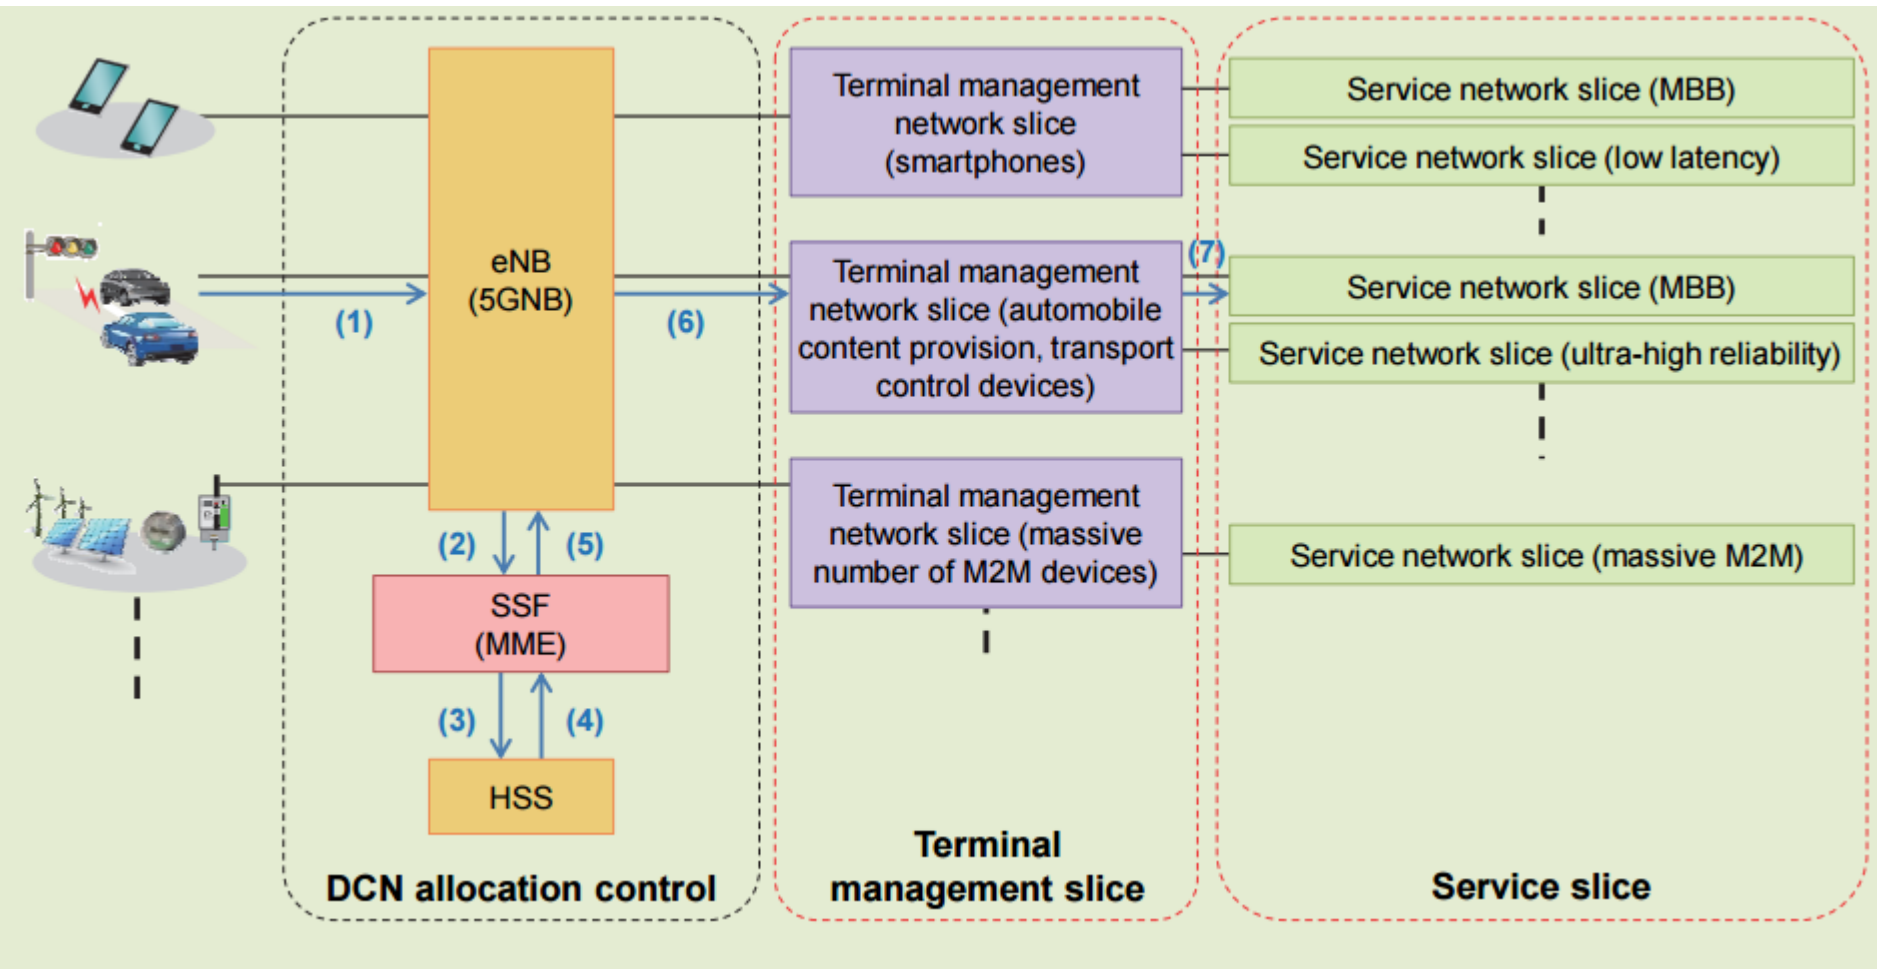 Terminal management
network slice
(smartphones)
Service network slice (MBB)
Service network slice (low latency)
eNB
(5GNB)
(1)
(6)
Terminal management
network slice (automobile
content provision, transport
control devices)
(7)
Service network slice (MBB)
Service network slice (ultra-high reliability)
Terminal management
network slice (massive
number of M2M devices)
Service network slice (massive M2M)
(2)
(5)
SSF
(MME)
(3)
(4)
HSS
DCN allocation control
Terminal
management slice
Service slice